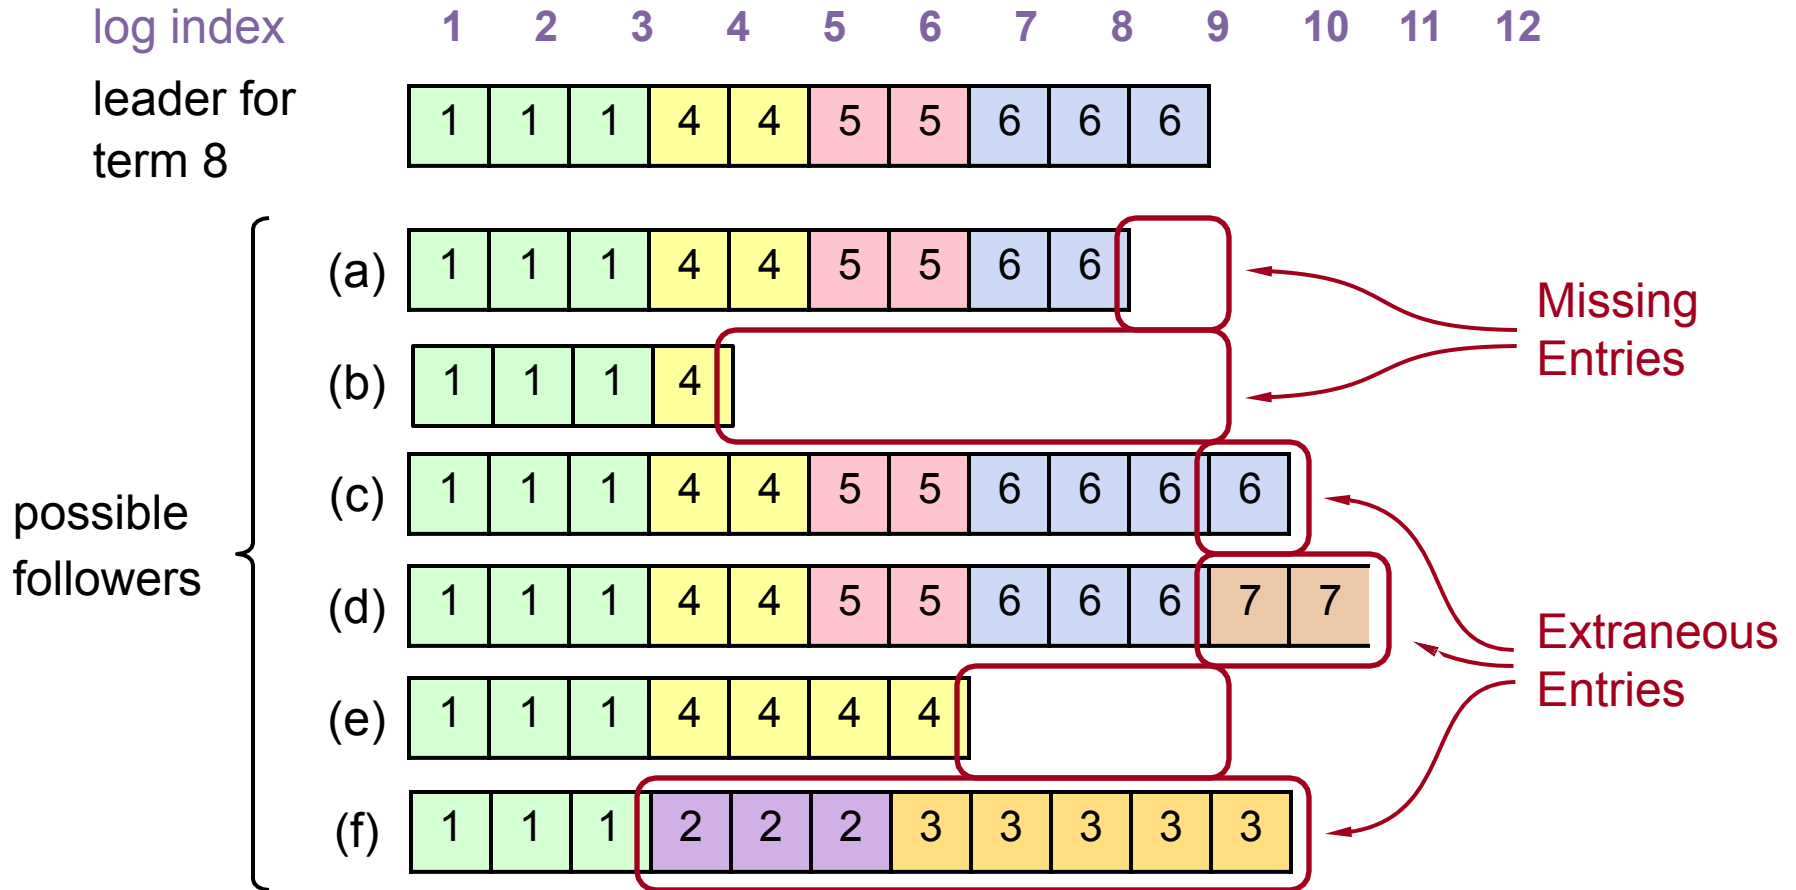 log index 1 2 3 4 5 6 7 8 9 10 11 12
leader for
term 8
1 1 1 4 4 5 5 6 6 6
(a) 1 1 1 4 4 5 5 6 6
Missing
Entries
(b) 1 1 1 4
(c) 1 1 1 4 4 5 5 6 6 6 6
possible
followers
(d) 1 1 1 4 4 5 5 6 6 6 7 7
Extraneous
Entries
(e) 1 1 1 4 4 4 4
(f) 1 1 1 2 2 2 3 3 3 3 3